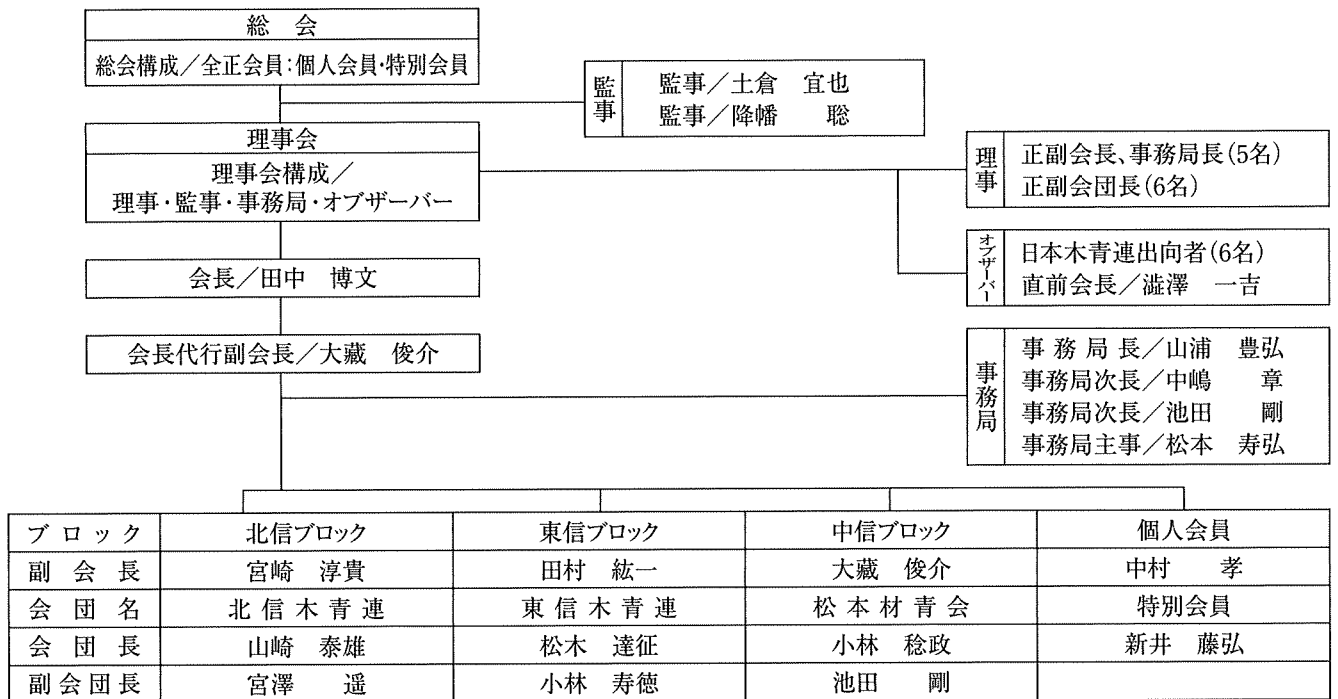 総　会
総会構成／全正会員：個人会員・特別会員
監事
監事／土倉　宜也
監事／降幡　　聡
理事会
理事会構成／
理事・監事・事務局・オブザーバー
理事
正副会長、事務局長（5名）
正副会団長（6名）
オブザーバー
日本木青連出向者（6名）
直前会長／澁澤　一吉
会長／田中　博文
会長代行副会長／大蔵　俊介
事務局
事 務 局 長／山浦　豊弘
事務局次長／中嶋　　章
事務局次長／池田　　剛
事務局主事／松本　寿弘
ブ ロ ッ ク　北信ブロック　東信ブロック　中信ブロック　個人会員
副　会　長　宮崎　淳貴　田村　紘一　大蔵　俊介　中村　　孝
会　団　名　北 信 木 青 連　東 信 木 青 連　松 本 材 青 会　特別会員
会　団　長　山崎　泰雄　松木　達征　小林　稔政　新井　藤弘
副 会 団 長　宮澤　　遥　小林　寿徳　池田　　剛